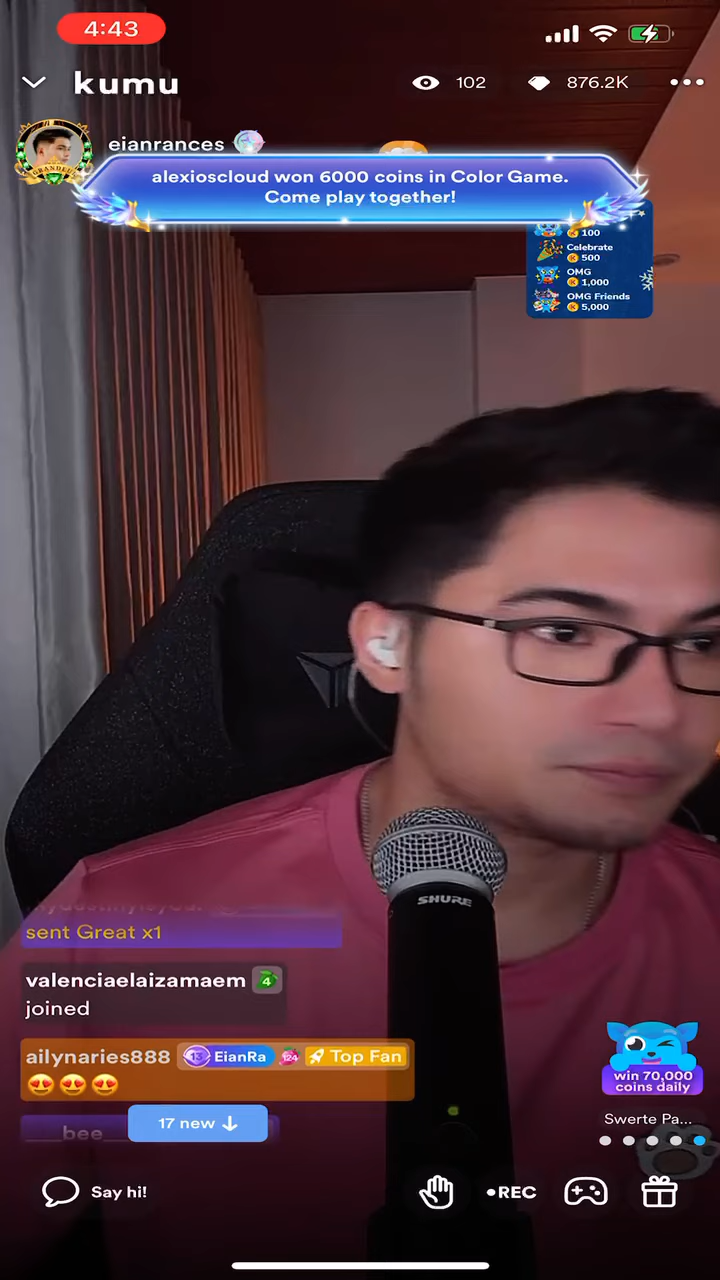 4:43
kumu
102
876.2K
eianrances
GRANDEUR
alexioscloud won 6000 coins in Color Game.
Come play together!
100
Celebrate
500
OMG
1,000
OMG Friends
5,000
SHURE
sent Great x1
valenciaelaizamaem 4
joined
ailynaries888 13 EianRa 124 Top Fan
bee
17 new
win 70,000
coins daily
Swerte Pa...
Say hi!
REC